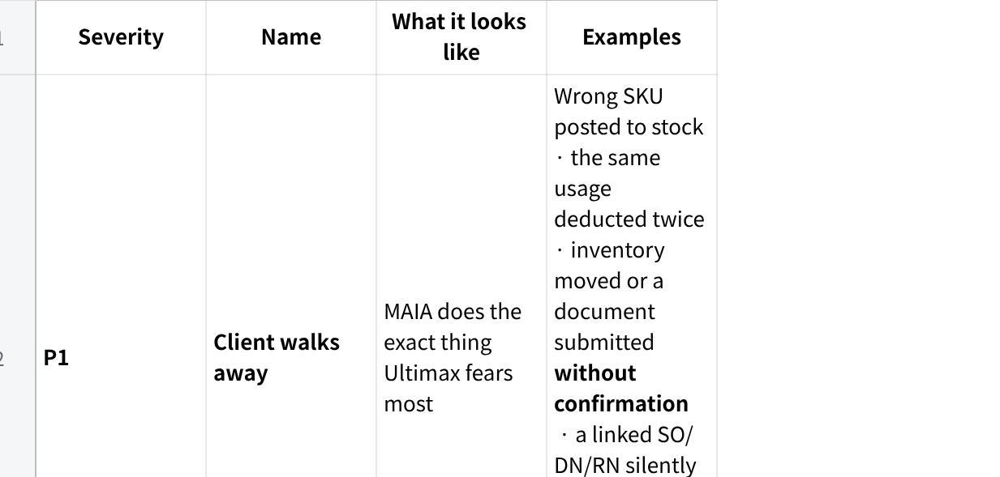 1
Severity
Name
What it looks
like
Examples
2
P1
Client walks
away
MAIA does the
exact thing
Ultimax fears
most
Wrong SKU
posted to stock
· the same
usage
deducted twice
· inventory
moved or a
document
submitted
without
confirmation
· a linked SO/
DN/RN silently